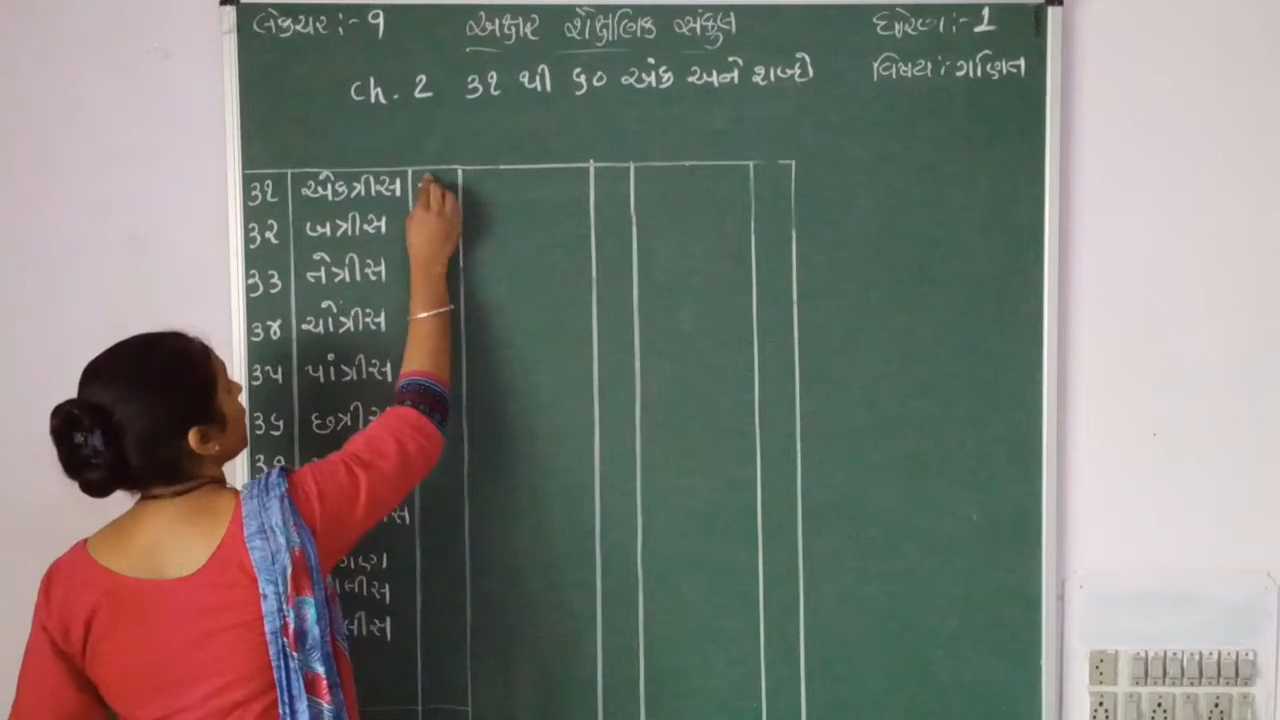 લેકચર :- 9
અક્ષર શૈક્ષણિક સંકુલ
ધોરણ :- 1
વિષય : ગણિત
ch. 2 ૩૧ થી ૬૦ અંક અને શબ્દો
૩૧ એકત્રીસ
૩૨ બત્રીસ
૩૩ તેત્રીસ
૩૪ ચોંત્રીસ
૩૫ પાંત્રીસ
૩૬ છત્રીસ